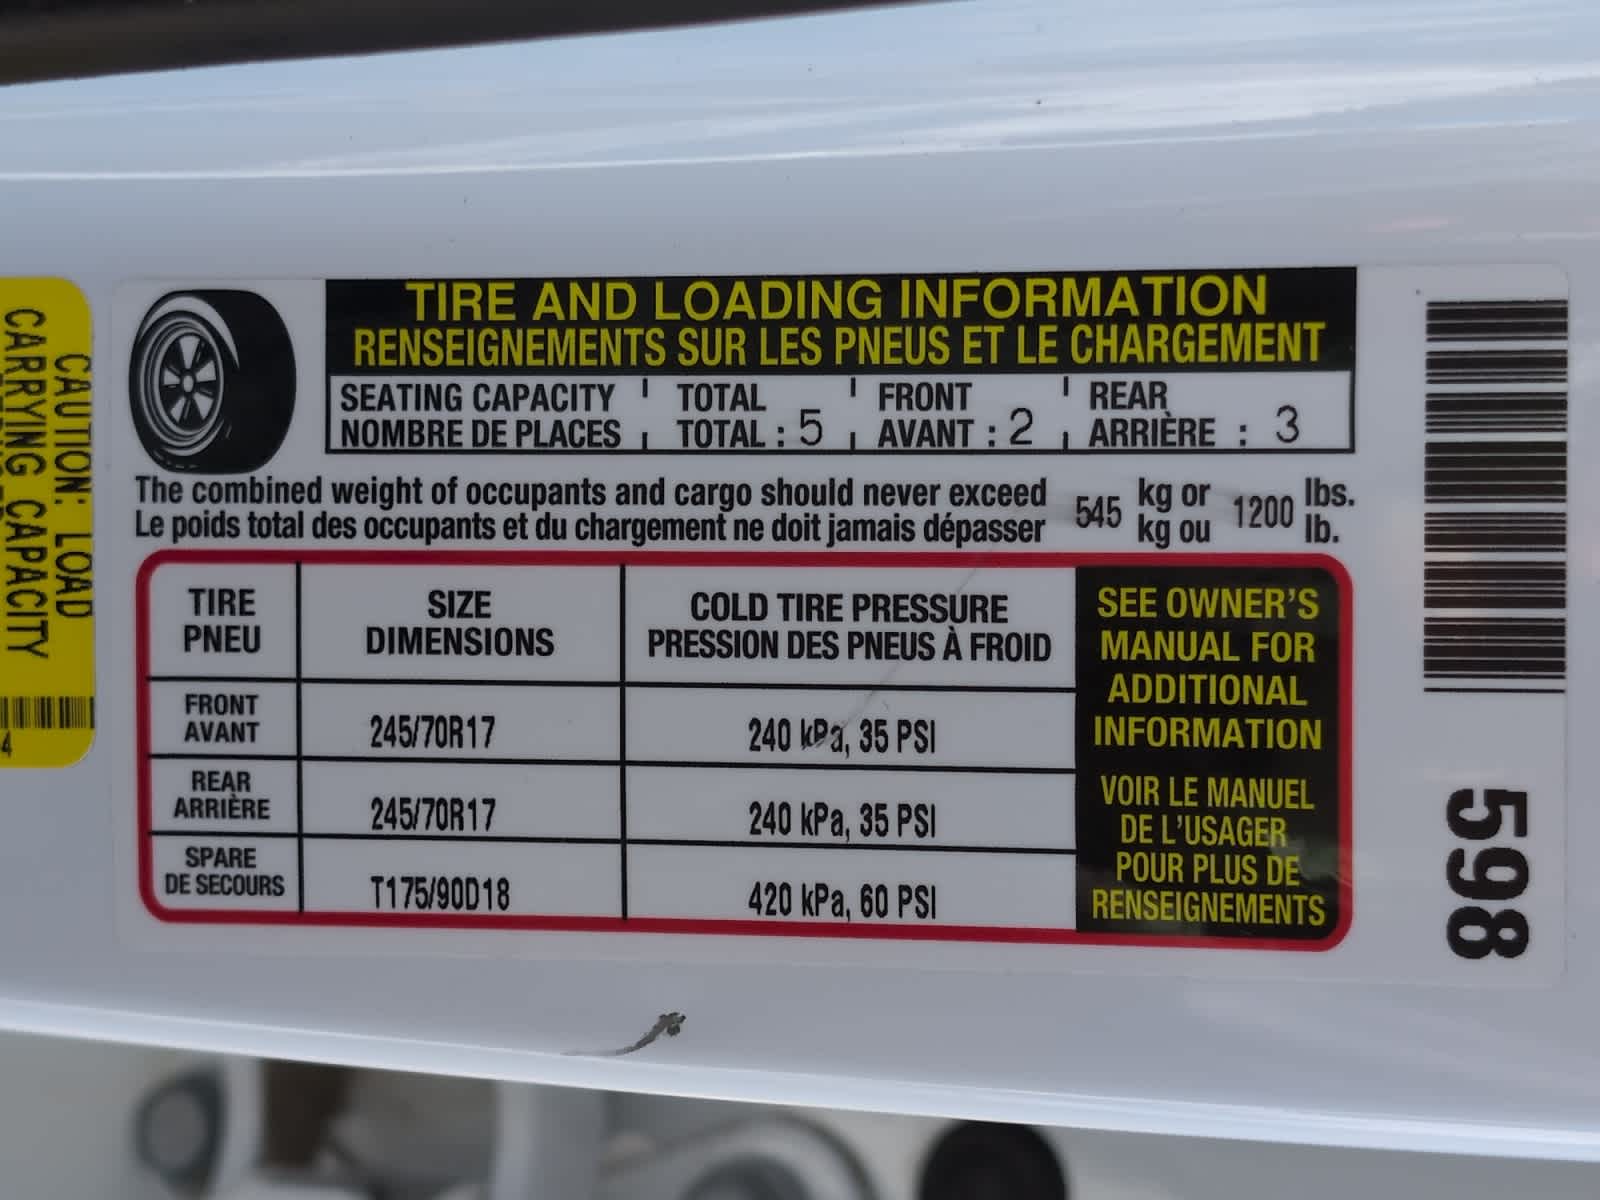 TIRE AND LOADING INFORMATION
RENSEIGNEMENTS SUR LES PNEUS ET LE CHARGEMENT
SEATING CAPACITY TOTAL FRONT REAR
NOMBRE DE PLACES TOTAL : 5 AVANT : 2 ARRIÈRE : 3
The combined weight of occupants and cargo should never exceed 545 kg or 1200 lbs.
Le poids total des occupants et du chargement ne doit jamais dépasser kg ou lb.
TIRE SIZE COLD TIRE PRESSURE
PNEU DIMENSIONS PRESSION DES PNEUS À FROID
FRONT
AVANT 245/70R17 240 kPa, 35 PSI
REAR
ARRIÈRE 245/70R17 240 kPa, 35 PSI
SPARE
DE SECOURS T175/90D18 420 kPa, 60 PSI
SEE OWNER'S
MANUAL FOR
ADDITIONAL
INFORMATION
VOIR LE MANUEL
DE L'USAGER
POUR PLUS DE
RENSEIGNEMENTS
598
CAUTION: LOAD
CARRYING CAPACITY
4